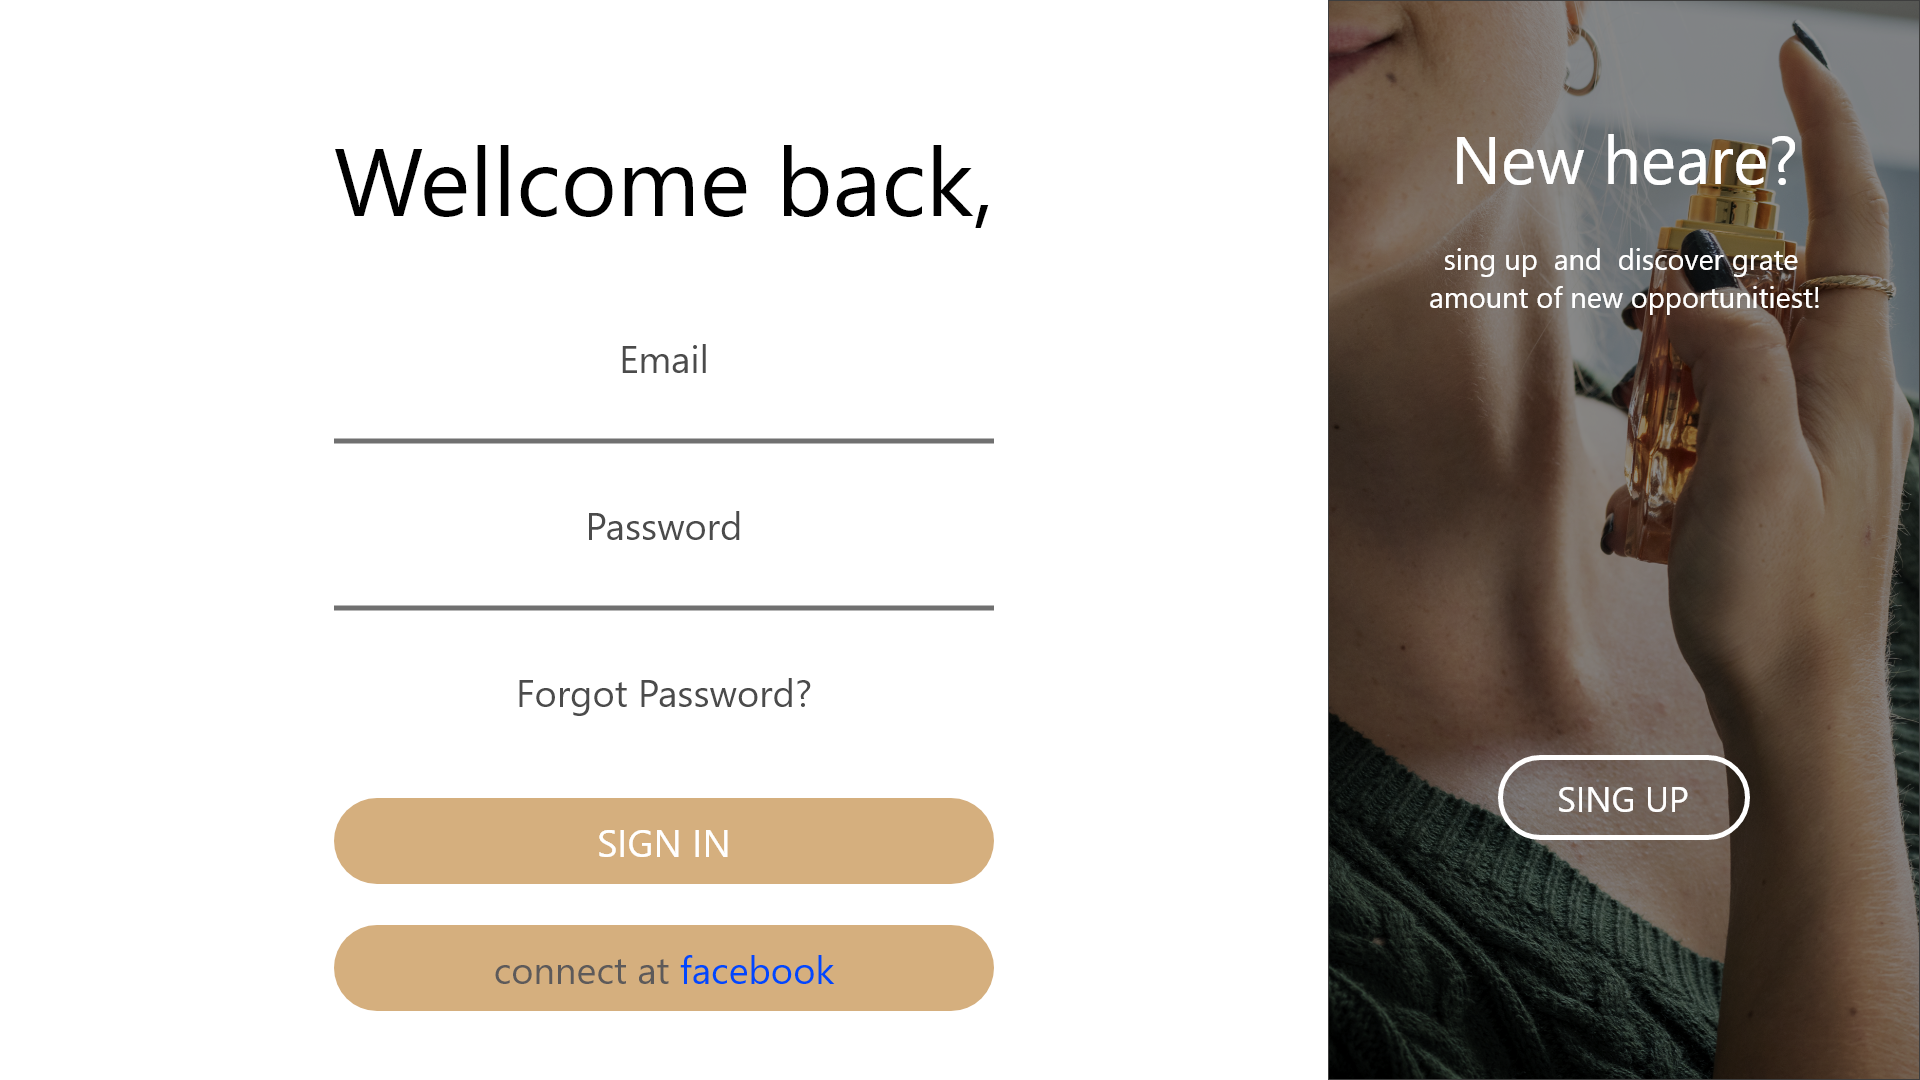 Wellcome back,
Email
Password
Forgot Password?
SIGN IN
connect at facebook
New heare?
sing up and discover grate
amount of new opportunitiest!
SING UP